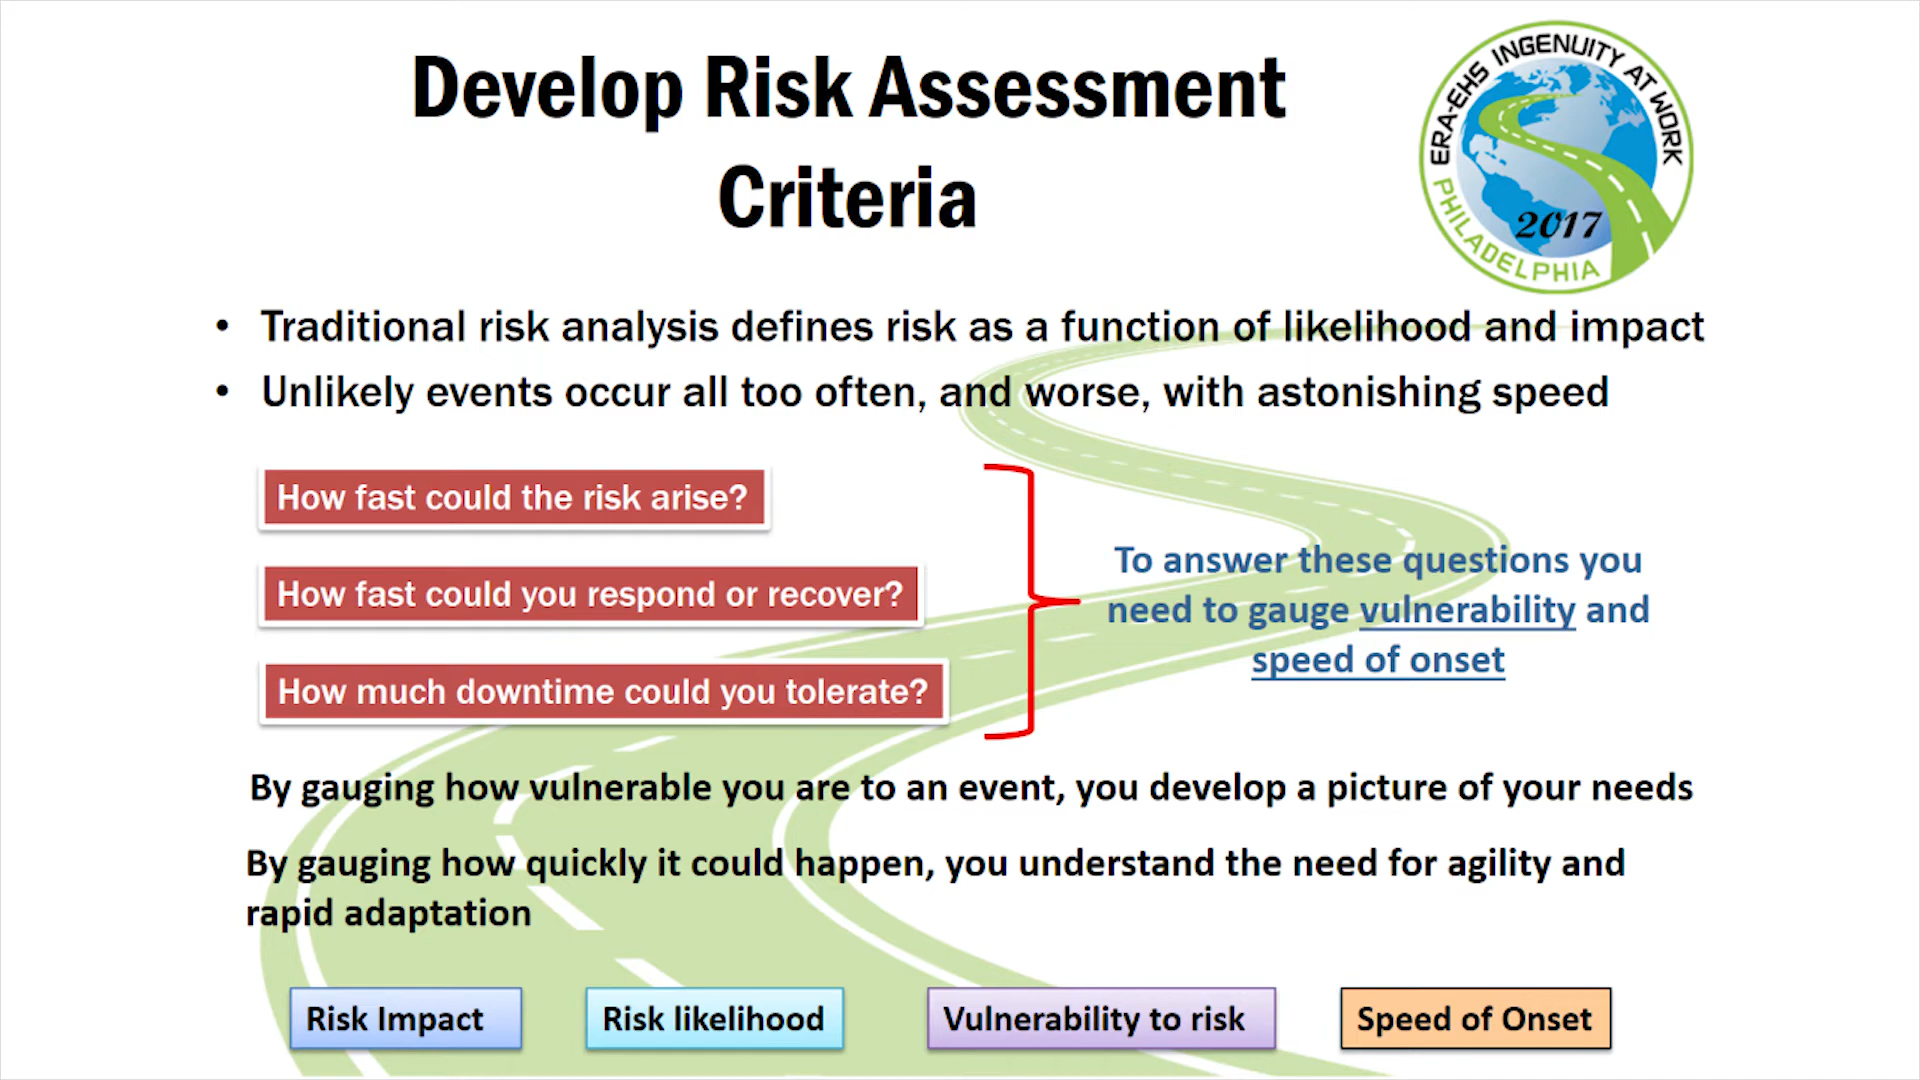 Develop Risk Assessment
Criteria
ERA-EHS INGENUITY AT WORK
2017
PHILADELPHIA
• Traditional risk analysis defines risk as a function of likelihood and impact
• Unlikely events occur all too often, and worse, with astonishing speed
How fast could the risk arise?
How fast could you respond or recover?
How much downtime could you tolerate?
To answer these questions you
need to gauge vulnerability and
speed of onset
By gauging how vulnerable you are to an event, you develop a picture of your needs
By gauging how quickly it could happen, you understand the need for agility and
rapid adaptation
Risk Impact
Risk likelihood
Vulnerability to risk
Speed of Onset